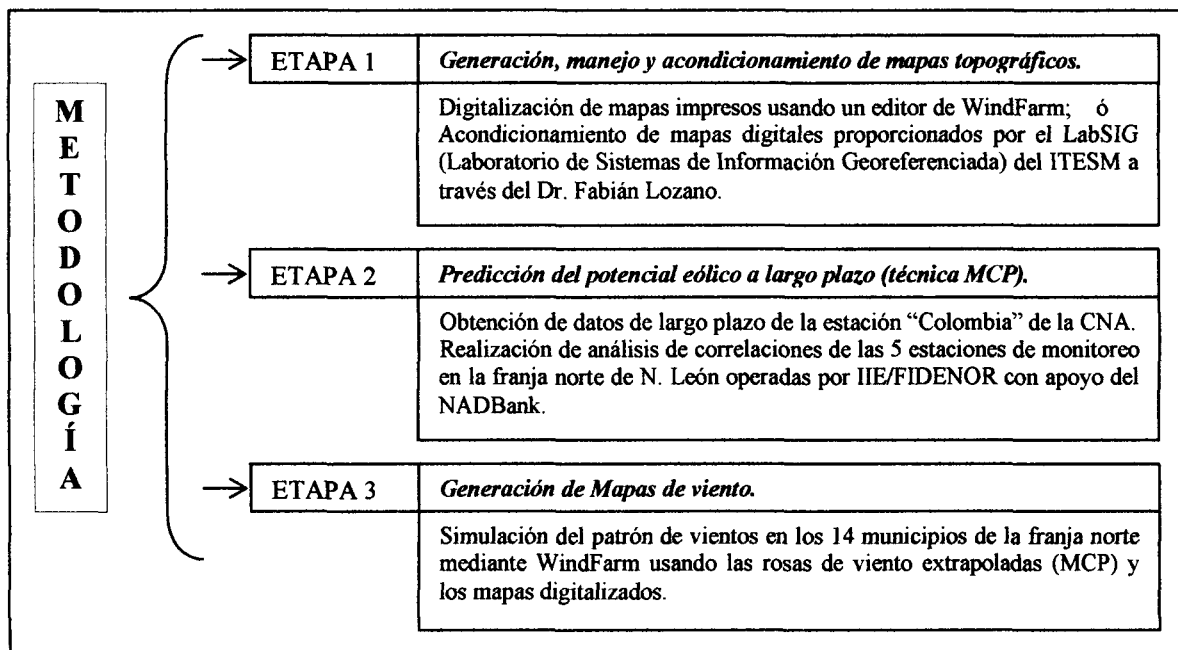 METODOLOGÍA
ETAPA 1
Generación, manejo y acondicionamiento de mapas topográficos.
Digitalización de mapas impresos usando un editor de WindFarm; ó
Acondicionamiento de mapas digitales proporcionados por el LabSIG
(Laboratorio de Sistemas de Información Georeferenciada) del ITESM a
través del Dr. Fabián Lozano.
ETAPA 2
Predicción del potencial eólico a largo plazo (técnica MCP).
Obtención de datos de largo plazo de la estación “Colombia” de la CNA.
Realización de análisis de correlaciones de las 5 estaciones de monitoreo
en la franja norte de N. León operadas por IIE/FIDENOR con apoyo del
NADBank.
ETAPA 3
Generación de Mapas de viento.
Simulación del patrón de vientos en los 14 municipios de la franja norte
mediante WindFarm usando las rosas de viento extrapoladas (MCP) y
los mapas digitalizados.